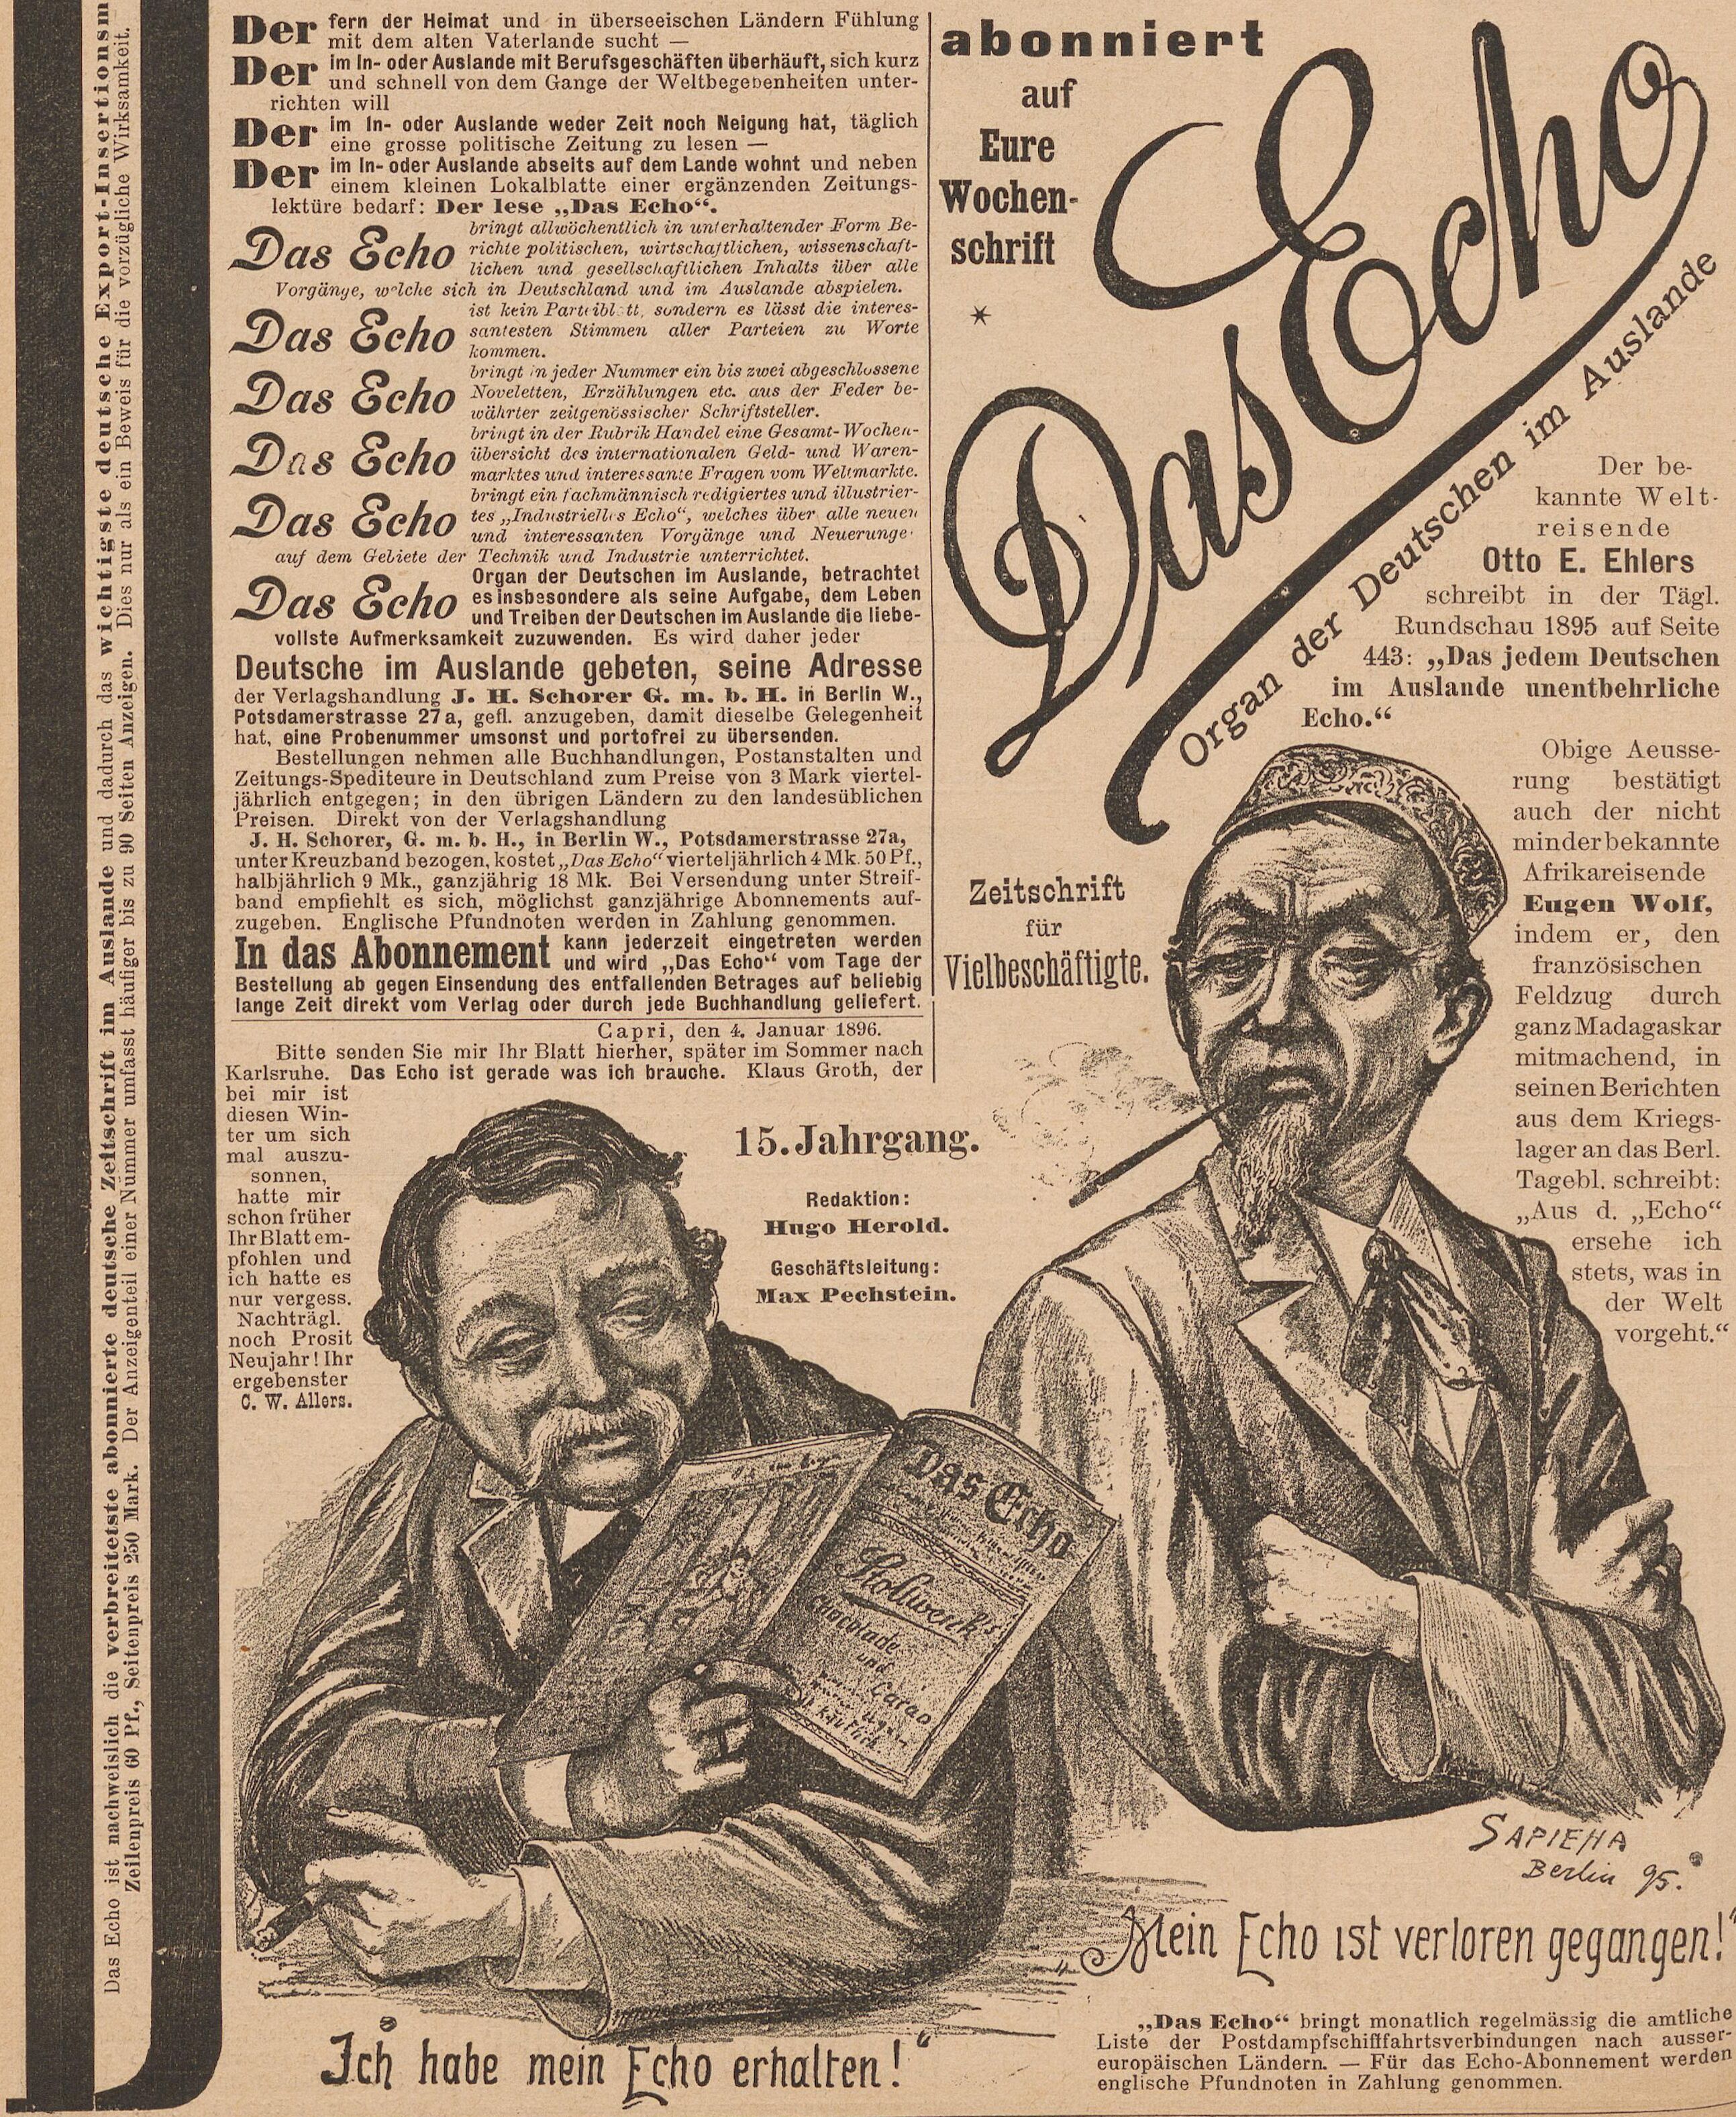 Das Echo ist nachweislich die verbreitetste abonnierte deutsche Zeitschrift im Auslande und dadurch das wichtigste deutsche Export-Insertionsm
Zeilenpreis 60 Pf., Seitenpreis 250 Mark. Der Anzeigenteil einer Nummer umfasst häufiger bis zu 90 Seiten Anzeigen. Dies nur als ein Beweis für die vorzügliche Wirksamkeit.
Der fern der Heimat und in überseeischen Ländern Fühlung
mit dem alten Vaterlande sucht —
Der im In- oder Auslande mit Berufsgeschäften überhäuft, sich kurz
und schnell von dem Gange der Weltbegebenheiten unter-
richten will
Der im In- oder Auslande weder Zeit noch Neigung hat, täglich
eine grosse politische Zeitung zu lesen —
Der im In- oder Auslande abseits auf dem Lande wohnt und neben
einem kleinen Lokalblatte einer ergänzenden Zeitungs-
lektüre bedarf: Der lese „Das Echo“.
Das Echo bringt allwöchentlich in unterhaltender Form Be-
richte politischen, wirtschaftlichen, wissenschaft-
lichen und gesellschaftlichen Inhalts über alle
Vorgänge, welche sich in Deutschland und im Auslande abspielen.
Das Echo ist kein Parteiblatt, sondern es lässt die interes-
santesten Stimmen aller Parteien zu Worte
kommen.
Das Echo bringt in jeder Nummer ein bis zwei abgeschlossene
Noveletten, Erzählungen etc. aus der Feder be-
währter zeitgenössischer Schriftsteller.
Das Echo bringt in der Rubrik Handel eine Gesamt-Wochen-
übersicht des internationalen Geld- und Waren-
marktes und interessante Fragen vom Weltmarkte.
Das Echo bringt ein fachmännisch redigiertes und illustrier-
tes „Industrielles Echo“, welches über alle neuen
und interessanten Vorgänge und Neuerunge
auf dem Gebiete der Technik und Industrie unterrichtet.
Das Echo Organ der Deutschen im Auslande, betrachtet
es insbesondere als seine Aufgabe, dem Leben
und Treiben der Deutschen im Auslande die liebe-
vollste Aufmerksamkeit zuzuwenden. Es wird daher jeder
Deutsche im Auslande gebeten, seine Adresse
der Verlagshandlung J. H. Schorer G. m. b. H. in Berlin W.,
Potsdamerstrasse 27a, gefl. anzugeben, damit dieselbe Gelegenheit
hat, eine Probenummer umsonst und portofrei zu übersenden.
Bestellungen nehmen alle Buchhandlungen, Postanstalten und
Zeitungs-Spediteure in Deutschland zum Preise von 3 Mark viertel-
jährlich entgegen; in den übrigen Ländern zu den landesüblichen
Preisen. Direkt von der Verlagshandlung
J. H. Schorer, G. m. b. H., in Berlin W., Potsdamerstrasse 27a,
unter Kreuzband bezogen, kostet „Das Echo“ vierteljährlich 4 Mk. 50 Pf.,
halbjährlich 9 Mk., ganzjährig 18 Mk. Bei Versendung unter Streif-
band empfiehlt es sich, möglichst ganzjährige Abonnements auf-
zugeben. Englische Pfundnoten werden in Zahlung genommen.
In das Abonnement kann jederzeit eingetreten werden
und wird „Das Echo“ vom Tage der
Bestellung ab gegen Einsendung des entfallenden Betrages auf beliebig
lange Zeit direkt vom Verlag oder durch jede Buchhandlung geliefert.
Capri, den 4. Januar 1896.
Bitte senden Sie mir Ihr Blatt hierher, später im Sommer nach
Karlsruhe. Das Echo ist gerade was ich brauche. Klaus Groth, der
bei mir ist
diesen Win-
ter um sich
mal auszu-
sonnen,
hatte mir
schon früher
Ihr Blatt em-
pfohlen und
ich hatte es
nur vergess.
Nachträgl.
noch Prosit
Neujahr! Ihr
ergebenster
C. W. Allers.
abonniert
auf
Eure
Wochen-
schrift
*
Das Echo
Organ der Deutschen im Auslande
Der be-
kannte Welt-
reisende
Otto E. Ehlers
schreibt in der Tägl.
Rundschau 1895 auf Seite
443: „Das jedem Deutschen
im Auslande unentbehrliche
Echo.“
Obige Aeusse-
rung bestätigt
auch der nicht
minder bekannte
Afrikareisende
Eugen Wolf,
indem er, den
französischen
Feldzug durch
ganz Madagaskar
mitmachend, in
seinen Berichten
aus dem Kriegs-
lager an das Berl.
Tagebl. schreibt:
„Aus d. „Echo“
ersehe ich
stets, was in
der Welt
vorgeht.“
Zeitschrift
für
Vielbeschäftigte.
15. Jahrgang.
Redaktion:
Hugo Herold.
Geschäftsleitung:
Max Pechstein.
Das Echo
Stollwerck's
Chocolade
und
Cacao
käuflich
SAPIEHA
Berlin 95.
„Mein Echo ist verloren gegangen!“
„Ich habe mein Echo erhalten!“
„Das Echo“ bringt monatlich regelmässig die amtliche
Liste der Postdampfschifffahrtsverbindungen nach ausser-
europäischen Ländern. — Für das Echo-Abonnement werden
englische Pfundnoten in Zahlung genommen.